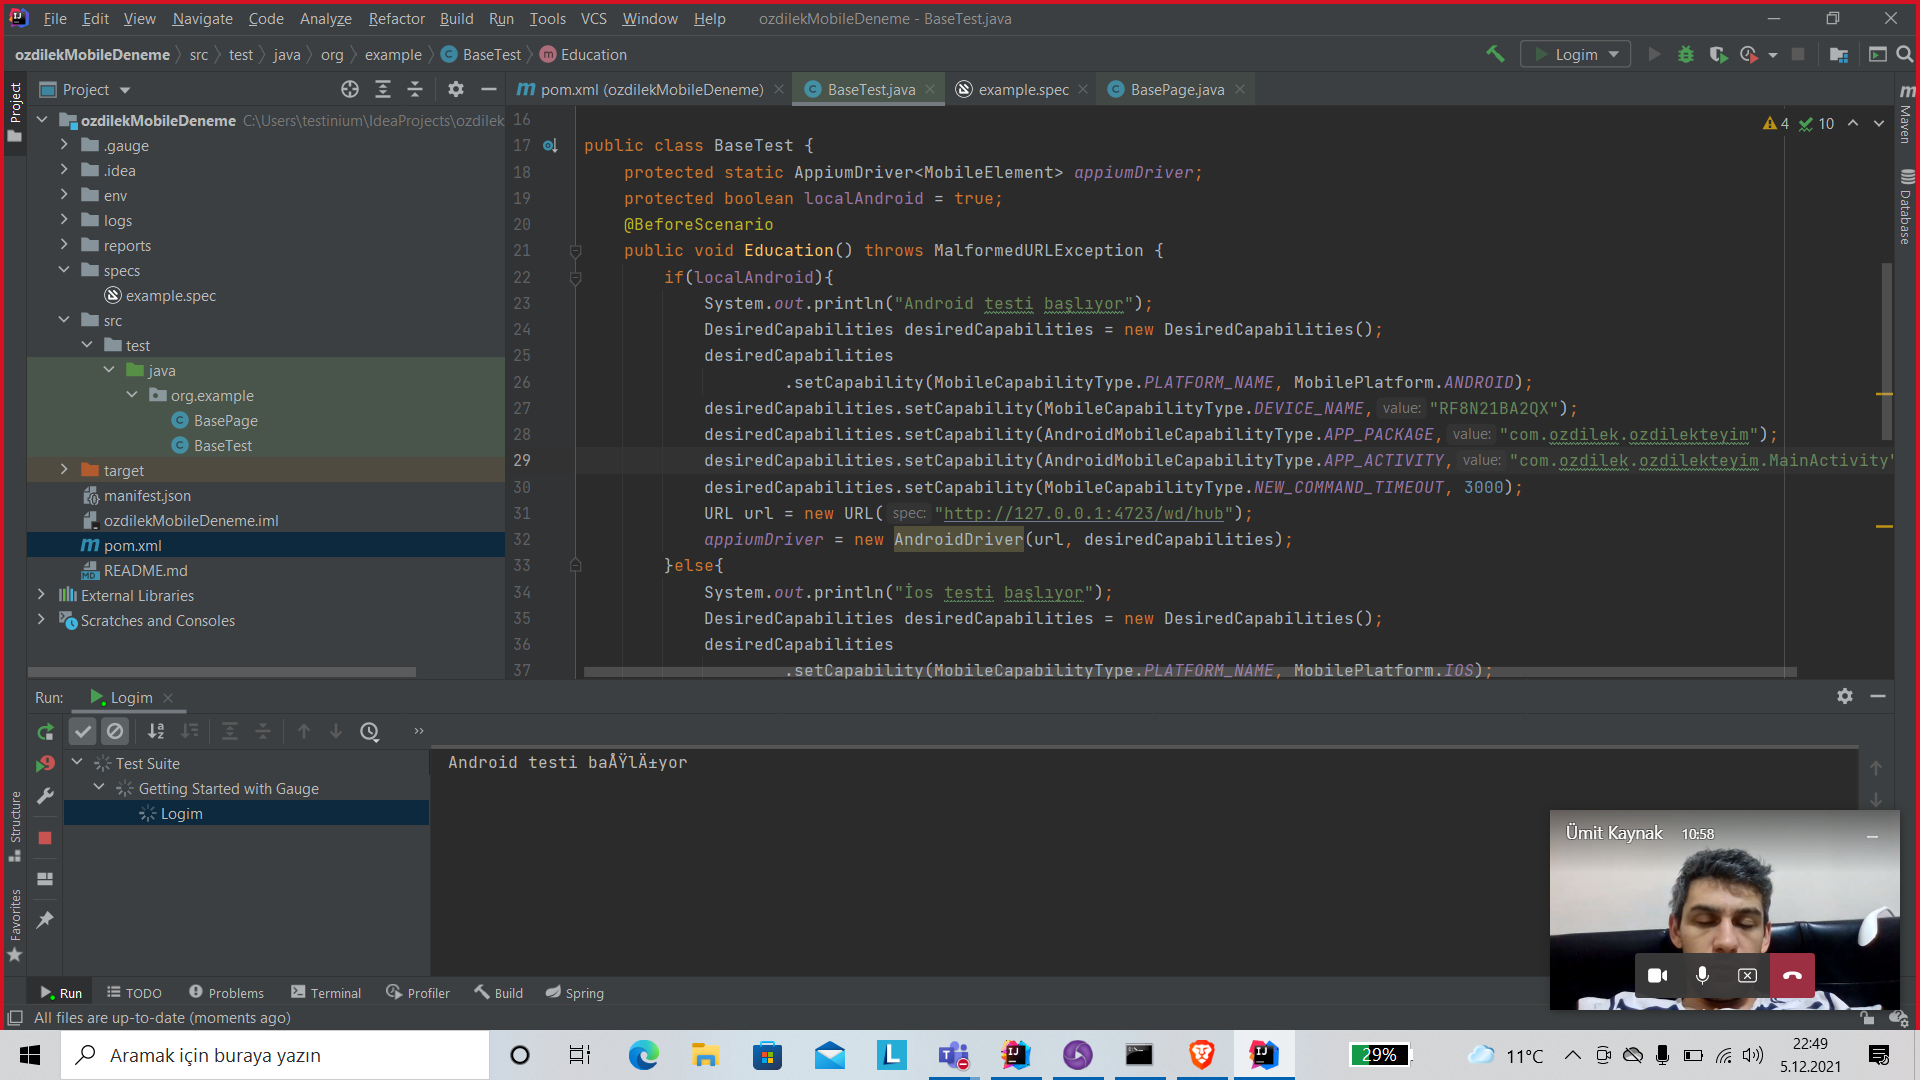 File Edit View Navigate Code Analyze Refactor Build Run Tools VCS Window Help ozdilekMobileDeneme - BaseTest.java
ozdilekMobileDeneme src test java org example BaseTest Education Logim
Project
pom.xml (ozdilekMobileDeneme) BaseTest.java example.spec BasePage.java
ozdilekMobileDeneme C:\Users\testinium\IdeaProjects\ozdilek
.gauge
.idea
env
logs
reports
specs
example.spec
src
test
java
org.example
BasePage
BaseTest
target
manifest.json
ozdilekMobileDeneme.iml
pom.xml
README.md
External Libraries
Scratches and Consoles
Project
Structure
Favorites
Maven
Database
4 10
16
17 public class BaseTest {
18 protected static AppiumDriver<MobileElement> appiumDriver;
19 protected boolean localAndroid = true;
20 @BeforeScenario
21 public void Education() throws MalformedURLException {
22 if(localAndroid){
23 System.out.println("Android testi başlıyor");
24 DesiredCapabilities desiredCapabilities = new DesiredCapabilities();
25 desiredCapabilities
26 .setCapability(MobileCapabilityType.PLATFORM_NAME, MobilePlatform.ANDROID);
27 desiredCapabilities.setCapability(MobileCapabilityType.DEVICE_NAME, value: "RF8N21BA2QX");
28 desiredCapabilities.setCapability(AndroidMobileCapabilityType.APP_PACKAGE, value: "com.ozdilek.ozdilekteyim");
29 desiredCapabilities.setCapability(AndroidMobileCapabilityType.APP_ACTIVITY, value: "com.ozdilek.ozdilekteyim.MainActivity"
30 desiredCapabilities.setCapability(MobileCapabilityType.NEW_COMMAND_TIMEOUT, 3000);
31 URL url = new URL( spec: "http://127.0.0.1:4723/wd/hub");
32 appiumDriver = new AndroidDriver(url, desiredCapabilities);
33 }else{
34 System.out.println("İos testi başlıyor");
35 DesiredCapabilities desiredCapabilities = new DesiredCapabilities();
36 desiredCapabilities
37 .setCapability(MobileCapabilityType.PLATFORM_NAME, MobilePlatform.IOS);
Run: Logim
Test Suite
Getting Started with Gauge
Logim
Android testi baÅŸlÄ±yor
Ümit Kaynak 10:58
Run TODO Problems Terminal Profiler Build Spring
All files are up-to-date (moments ago)
Aramak için buraya yazın
29%
11°C
22:49
5.12.2021